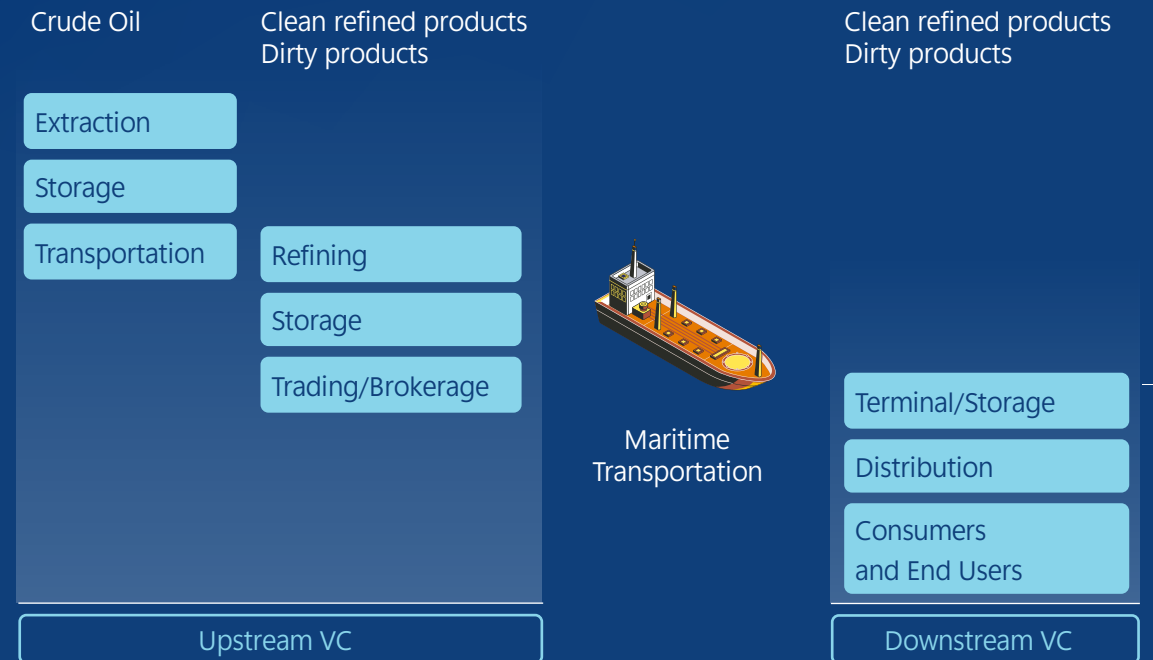 Crude Oil
Clean refined products
Dirty products
Extraction
Storage
Transportation
Refining
Storage
Trading/Brokerage
Upstream VC
Maritime
Transportation
Clean refined products
Dirty products
Terminal/Storage
Distribution
Consumers
and End Users
Downstream VC